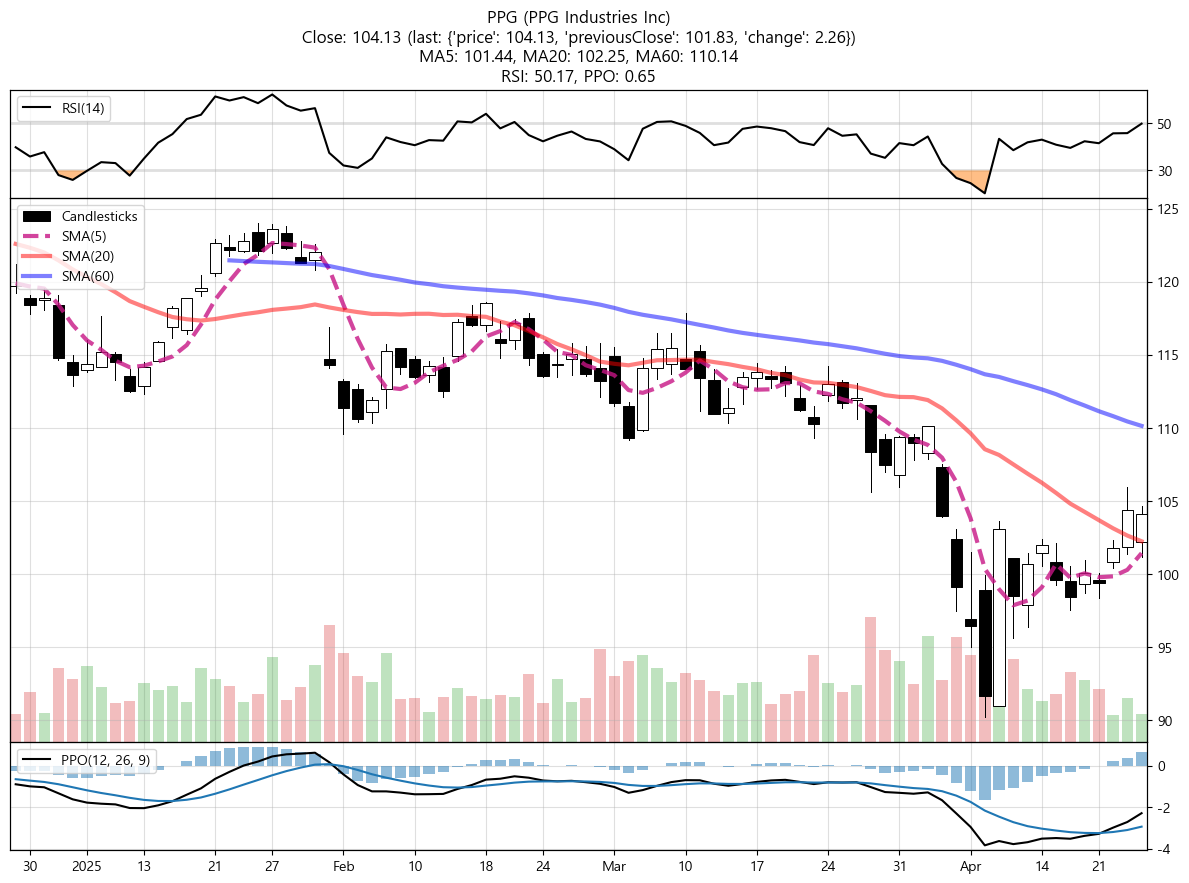 PPG (PPG Industries Inc)
Close: 104.13 (last: {'price': 104.13, 'previousClose': 101.83, 'change': 2.26})
MA5: 101.44, MA20: 102.25, MA60: 110.14
RSI: 50.17, PPO: 0.65
RSI(14)
50
30
Candlesticks
SMA(5)
SMA(20)
SMA(60)
125
120
115
110
105
100
95
90
PPO(12, 26, 9)
0
-2
-4
30 2025 13 21 27 Feb 10 18 24 Mar 10 17 24 31 Apr 14 21